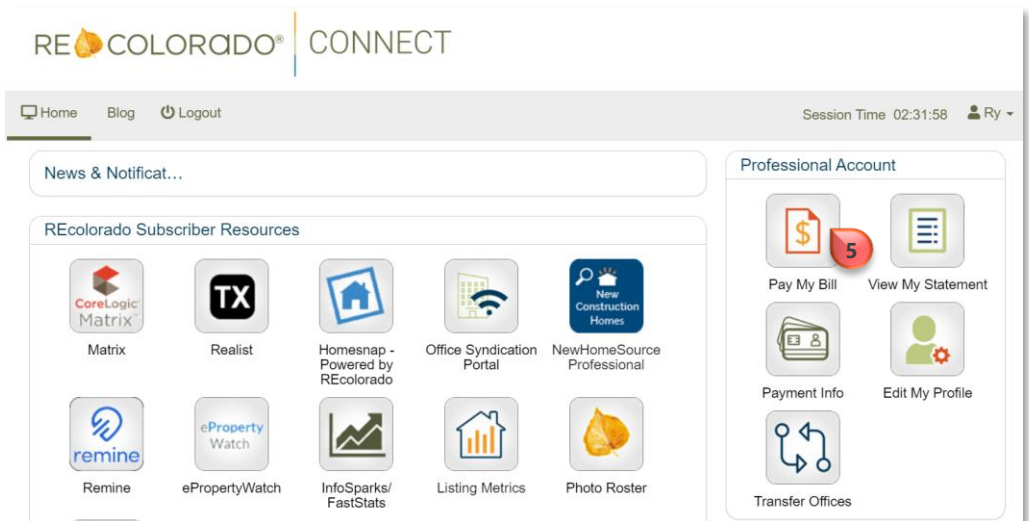 RE COLORADO® CONNECT
Home Blog Logout
Session Time 02:31:58 Ry
News & Notificat…
REcolorado Subscriber Resources
CoreLogic
Matrix™
Matrix
TX
Realist
Homesnap -
Powered by
REcolorado
Office Syndication
Portal
New
Construction
Homes
NewHomeSource
Professional
remine
Remine
eProperty
Watch
ePropertyWatch
InfoSparks/
FastStats
Listing Metrics
Photo Roster
Professional Account
$
5
Pay My Bill
View My Statement
Payment Info
Edit My Profile
Transfer Offices